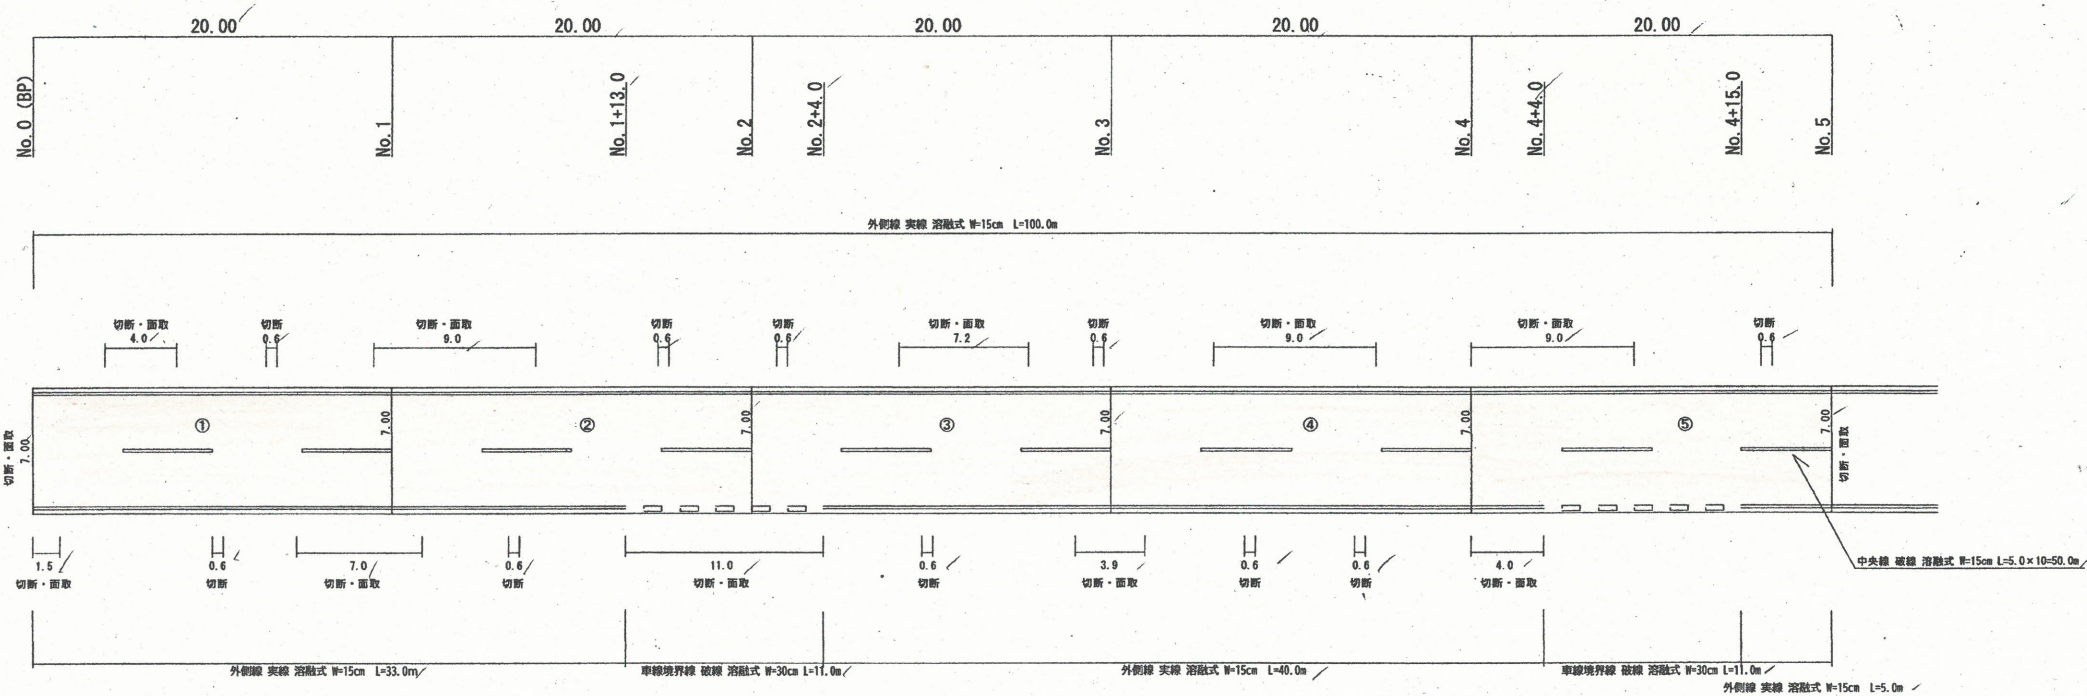 20.00
20.00
20.00
20.00
20.00
No.0 (BP)
No.1
No.1+13.0
No.2
No.2+4.0
No.3
No.4
No.4+4.0
No.4+15.0
No.5
外側線 実線 溶融式 W=15cm L=100.0m
切断・面取
4.0
切断
0.6
切断・面取
9.0
切断
0.6
切断
0.6
切断・面取
7.2
切断
0.6
切断・面取
9.0
切断・面取
9.0
切断
0.6
切断・面取
7.00
①
7.00
②
7.00
③
7.00
④
7.00
⑤
7.00
切断・面取
1.5
切断・面取
0.6
切断
7.0
切断・面取
0.6
切断
11.0
切断・面取
0.6
切断
3.9
切断・面取
0.6
切断
0.6
切断
4.0
切断・面取
中央線 破線 溶融式 W=15cm L=5.0×10=50.0m
外側線 実線 溶融式 W=15cm L=33.0m
車線境界線 破線 溶融式 W=30cm L=11.0m
外側線 実線 溶融式 W=15cm L=40.0m
車線境界線 破線 溶融式 W=30cm L=11.0m
外側線 実線 溶融式 W=15cm L=5.0m